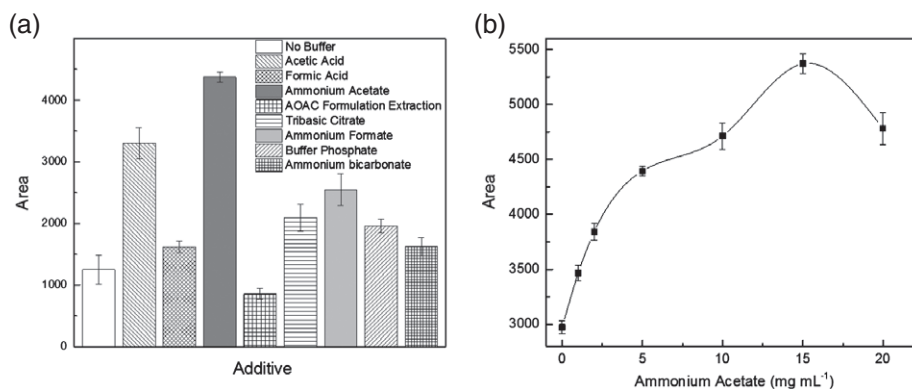 (a)
Area
4000
3000
2000
1000
0
No Buffer
Acetic Acid
Formic Acid
Ammonium Acetate
AOAC Formulation Extraction
Tribasic Citrate
Ammonium Formate
Buffer Phosphate
Ammonium bicarbonate
Additive
(b)
Area
5500
5000
4500
4000
3500
3000
0 5 10 15 20
Ammonium Acetate (mg mL⁻¹)